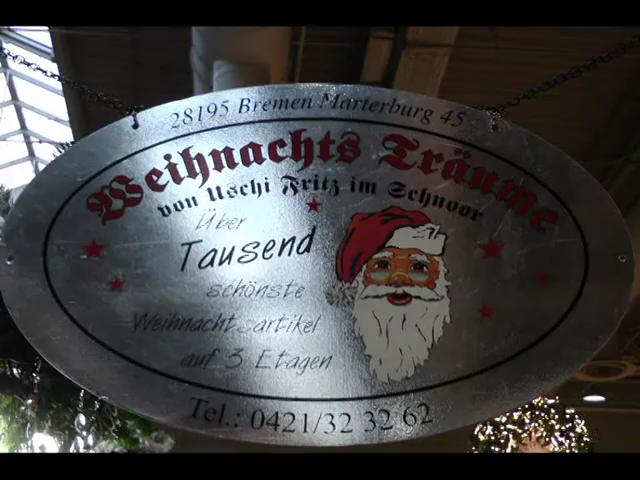 28195 Bremen Marterburg 45
Weihnachts Träume
von Uschi Fritz im Schnoor
Über
Tausend
schönste
Weihnachtsartikel
auf 3 Etagen
Tel.: 0421/32 32 62